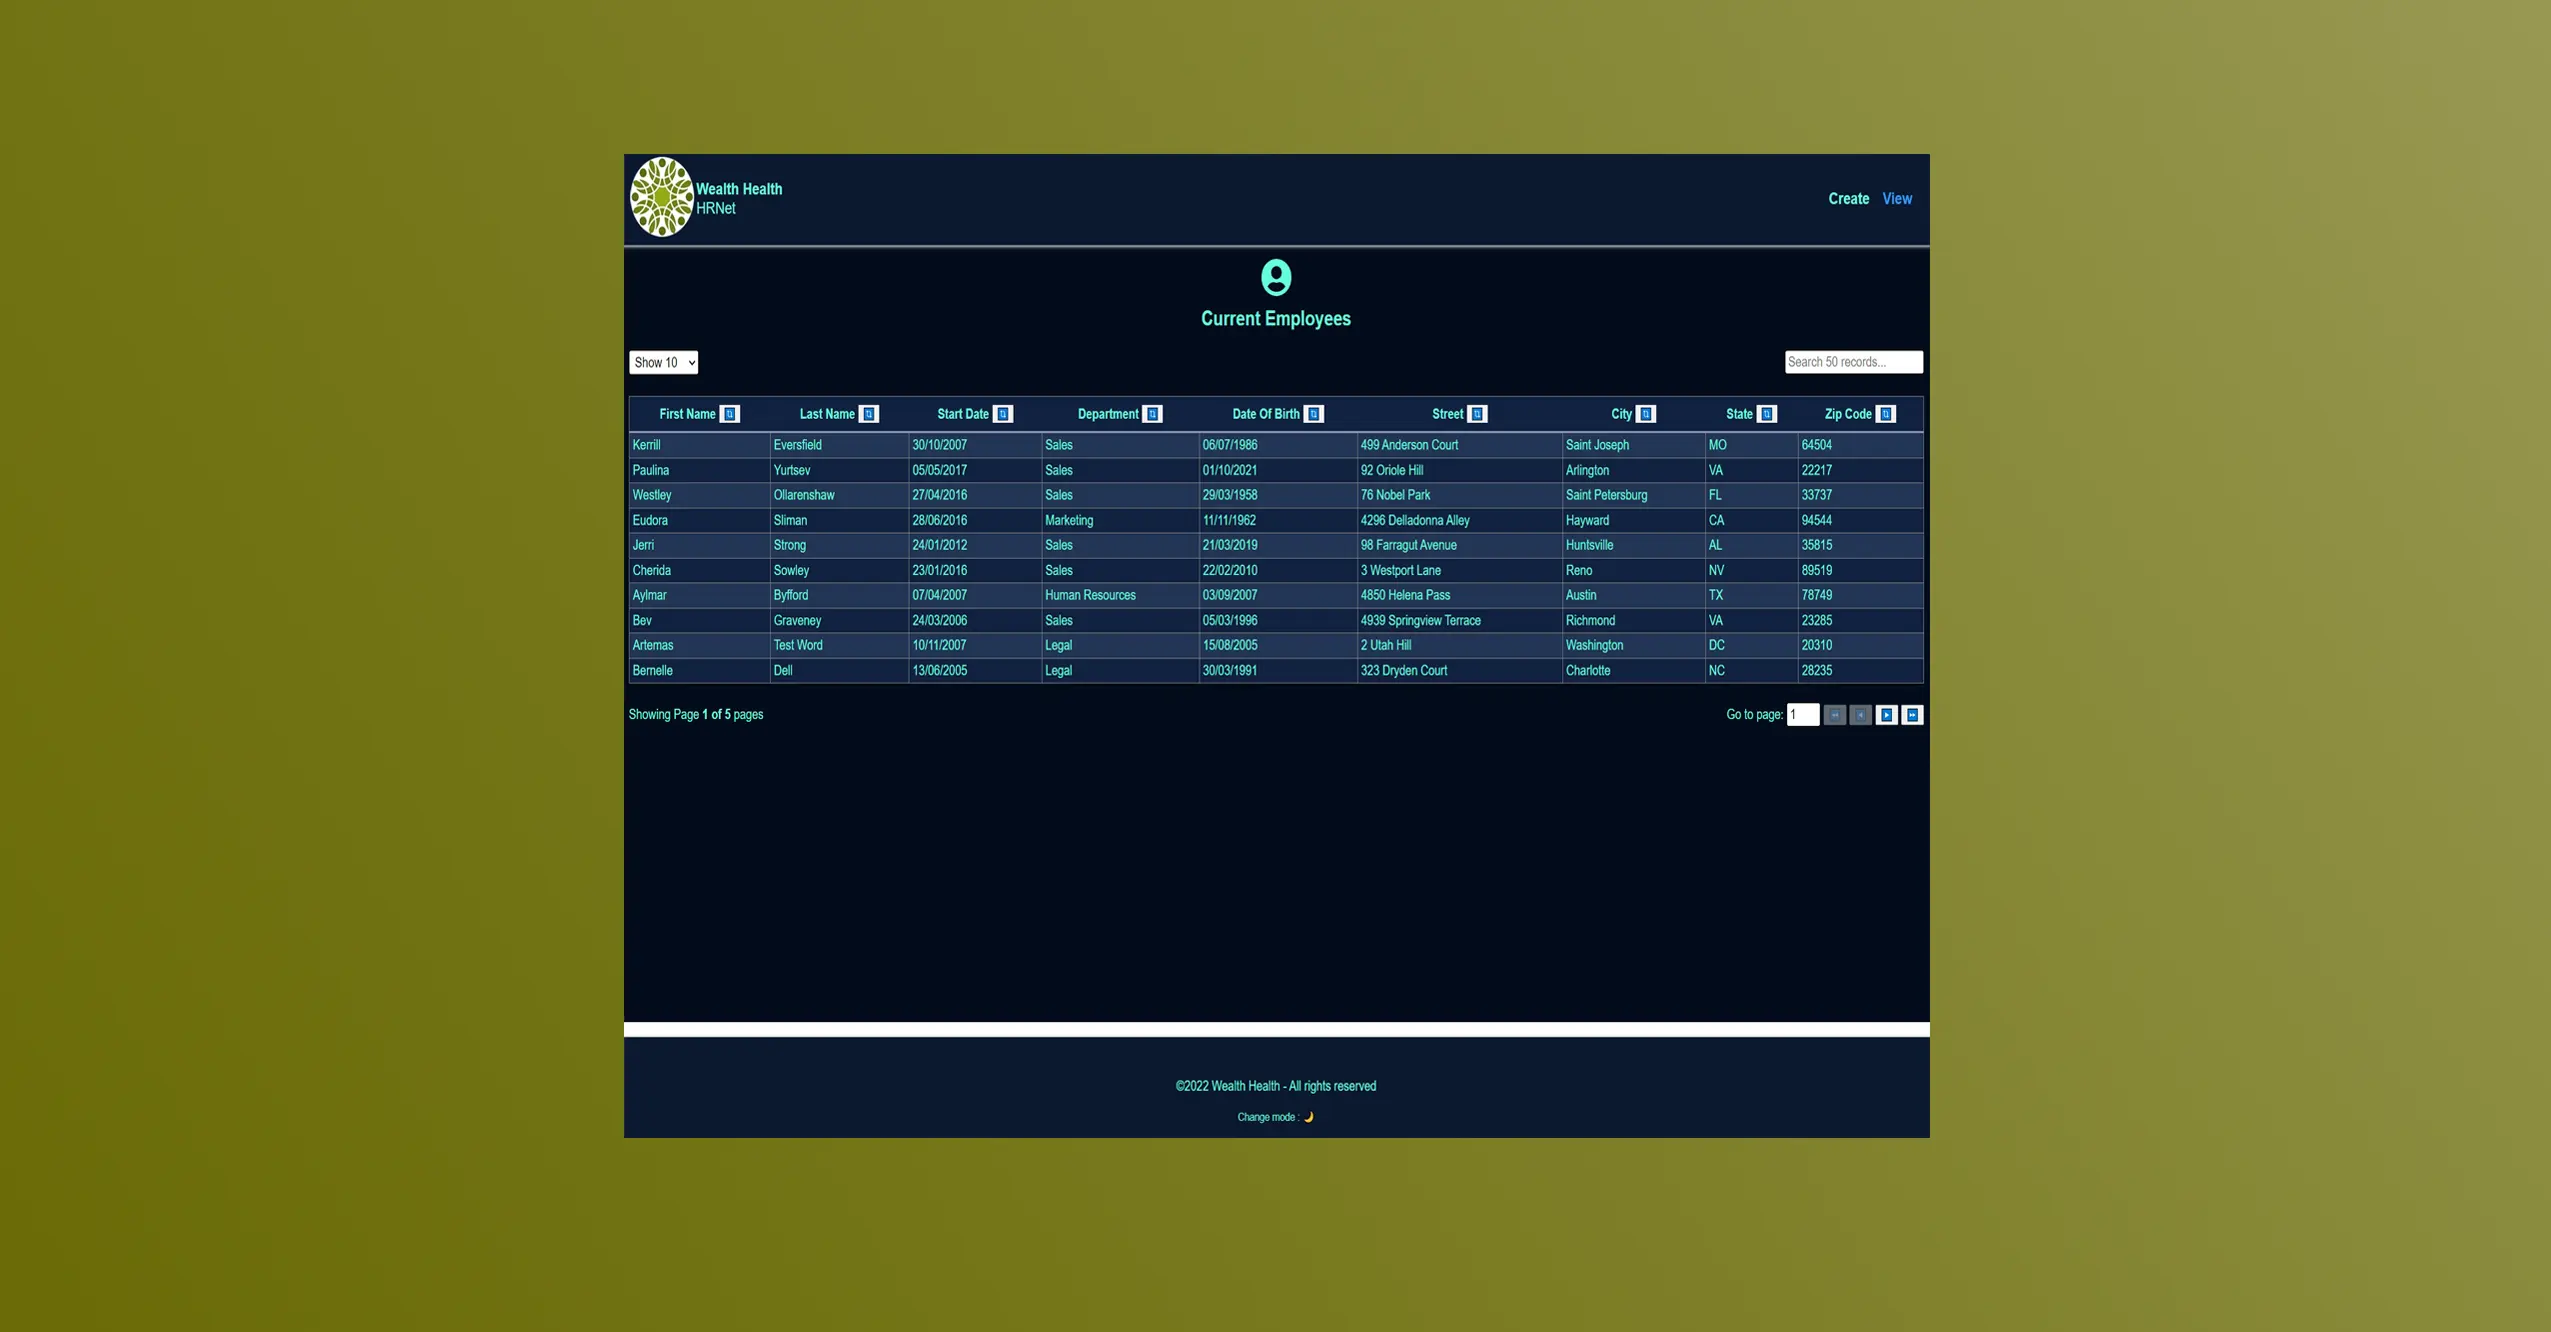 Wealth Health
HRNet
Create View
Current Employees
Show 10
Search 50 records...
First Name Last Name Start Date Department Date Of Birth Street City State Zip Code
Kerrill Eversfield 30/10/2007 Sales 06/07/1986 499 Anderson Court Saint Joseph MO 64504
Paulina Yurtsev 05/05/2017 Sales 01/10/2021 92 Oriole Hill Arlington VA 22217
Westley Ollarenshaw 27/04/2016 Sales 29/03/1958 76 Nobel Park Saint Petersburg FL 33737
Eudora Sliman 28/06/2016 Marketing 11/11/1962 4296 Delladonna Alley Hayward CA 94544
Jerri Strong 24/01/2012 Sales 21/03/2019 98 Farragut Avenue Huntsville AL 35815
Cherida Sowley 23/01/2016 Sales 22/02/2010 3 Westport Lane Reno NV 89519
Aylmar Byfford 07/04/2007 Human Resources 03/09/2007 4850 Helena Pass Austin TX 78749
Bev Graveney 24/03/2006 Sales 05/03/1996 4939 Springview Terrace Richmond VA 23285
Artemas Test Word 10/11/2007 Legal 15/08/2005 2 Utah Hill Washington DC 20310
Bernelle Dell 13/06/2005 Legal 30/03/1991 323 Dryden Court Charlotte NC 28235
Showing Page 1 of 5 pages
Go to page: 1
©2022 Wealth Health - All rights reserved
Change mode : 🌙